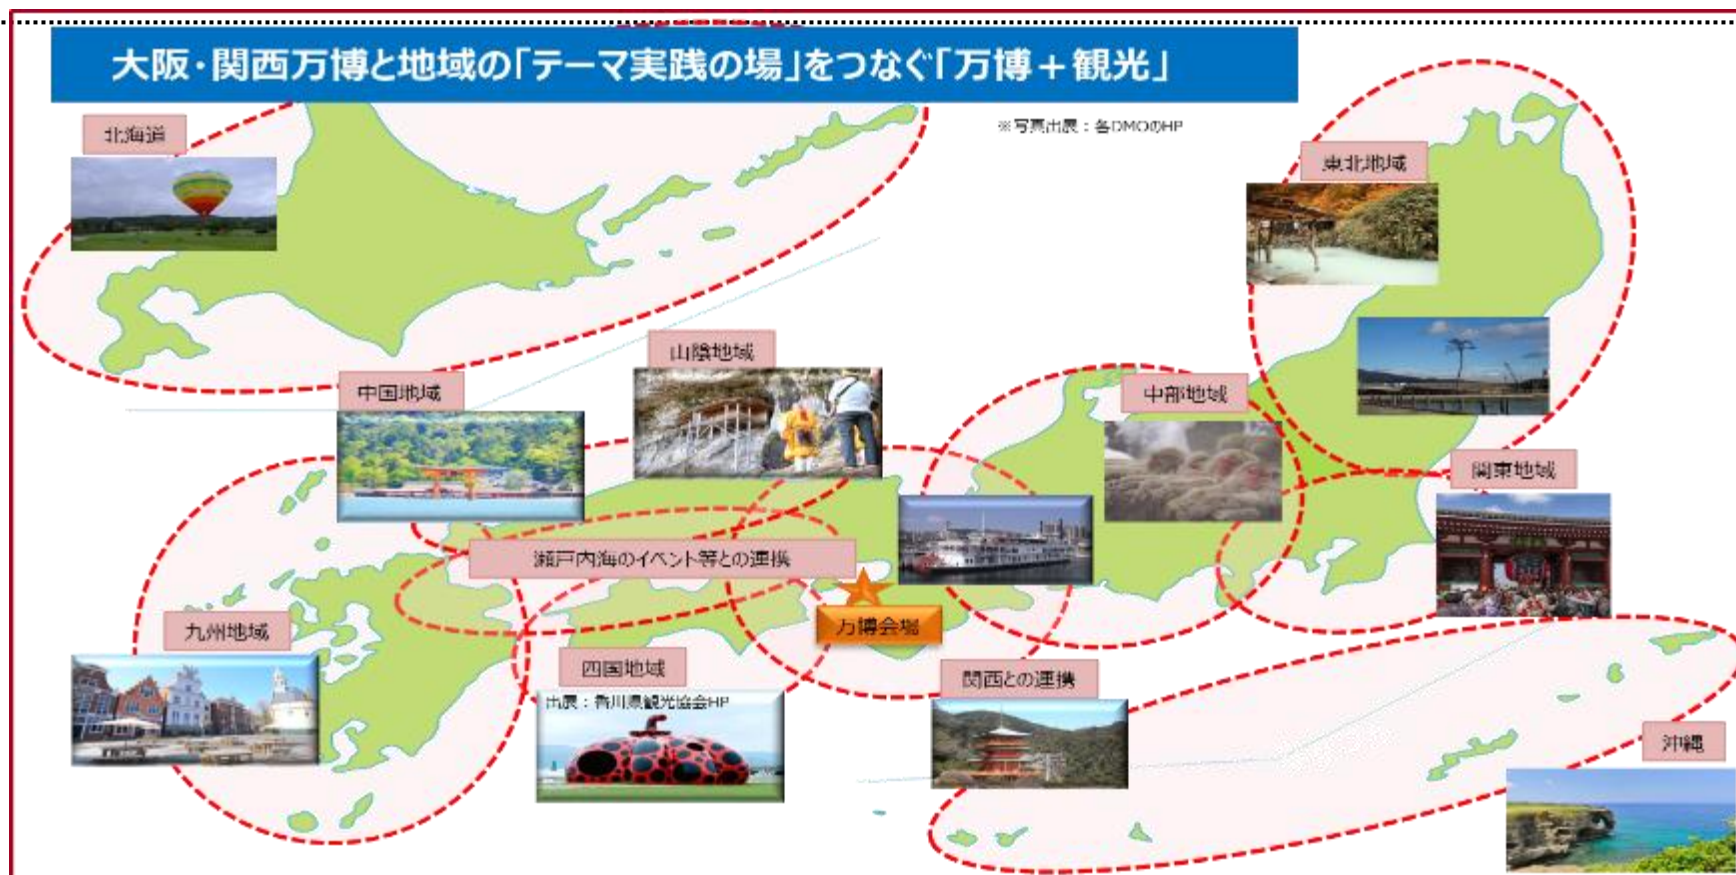 大阪・関西万博と地域の「テーマ実践の場」をつなぐ「万博＋観光」
※写真出展：各DMOのHP
北海道
東北地域
山陰地域
中国地域
中部地域
関東地域
瀬戸内海のイベント等との連携
万博会場
九州地域
四国地域
出展：香川県観光協会HP
関西との連携
沖縄